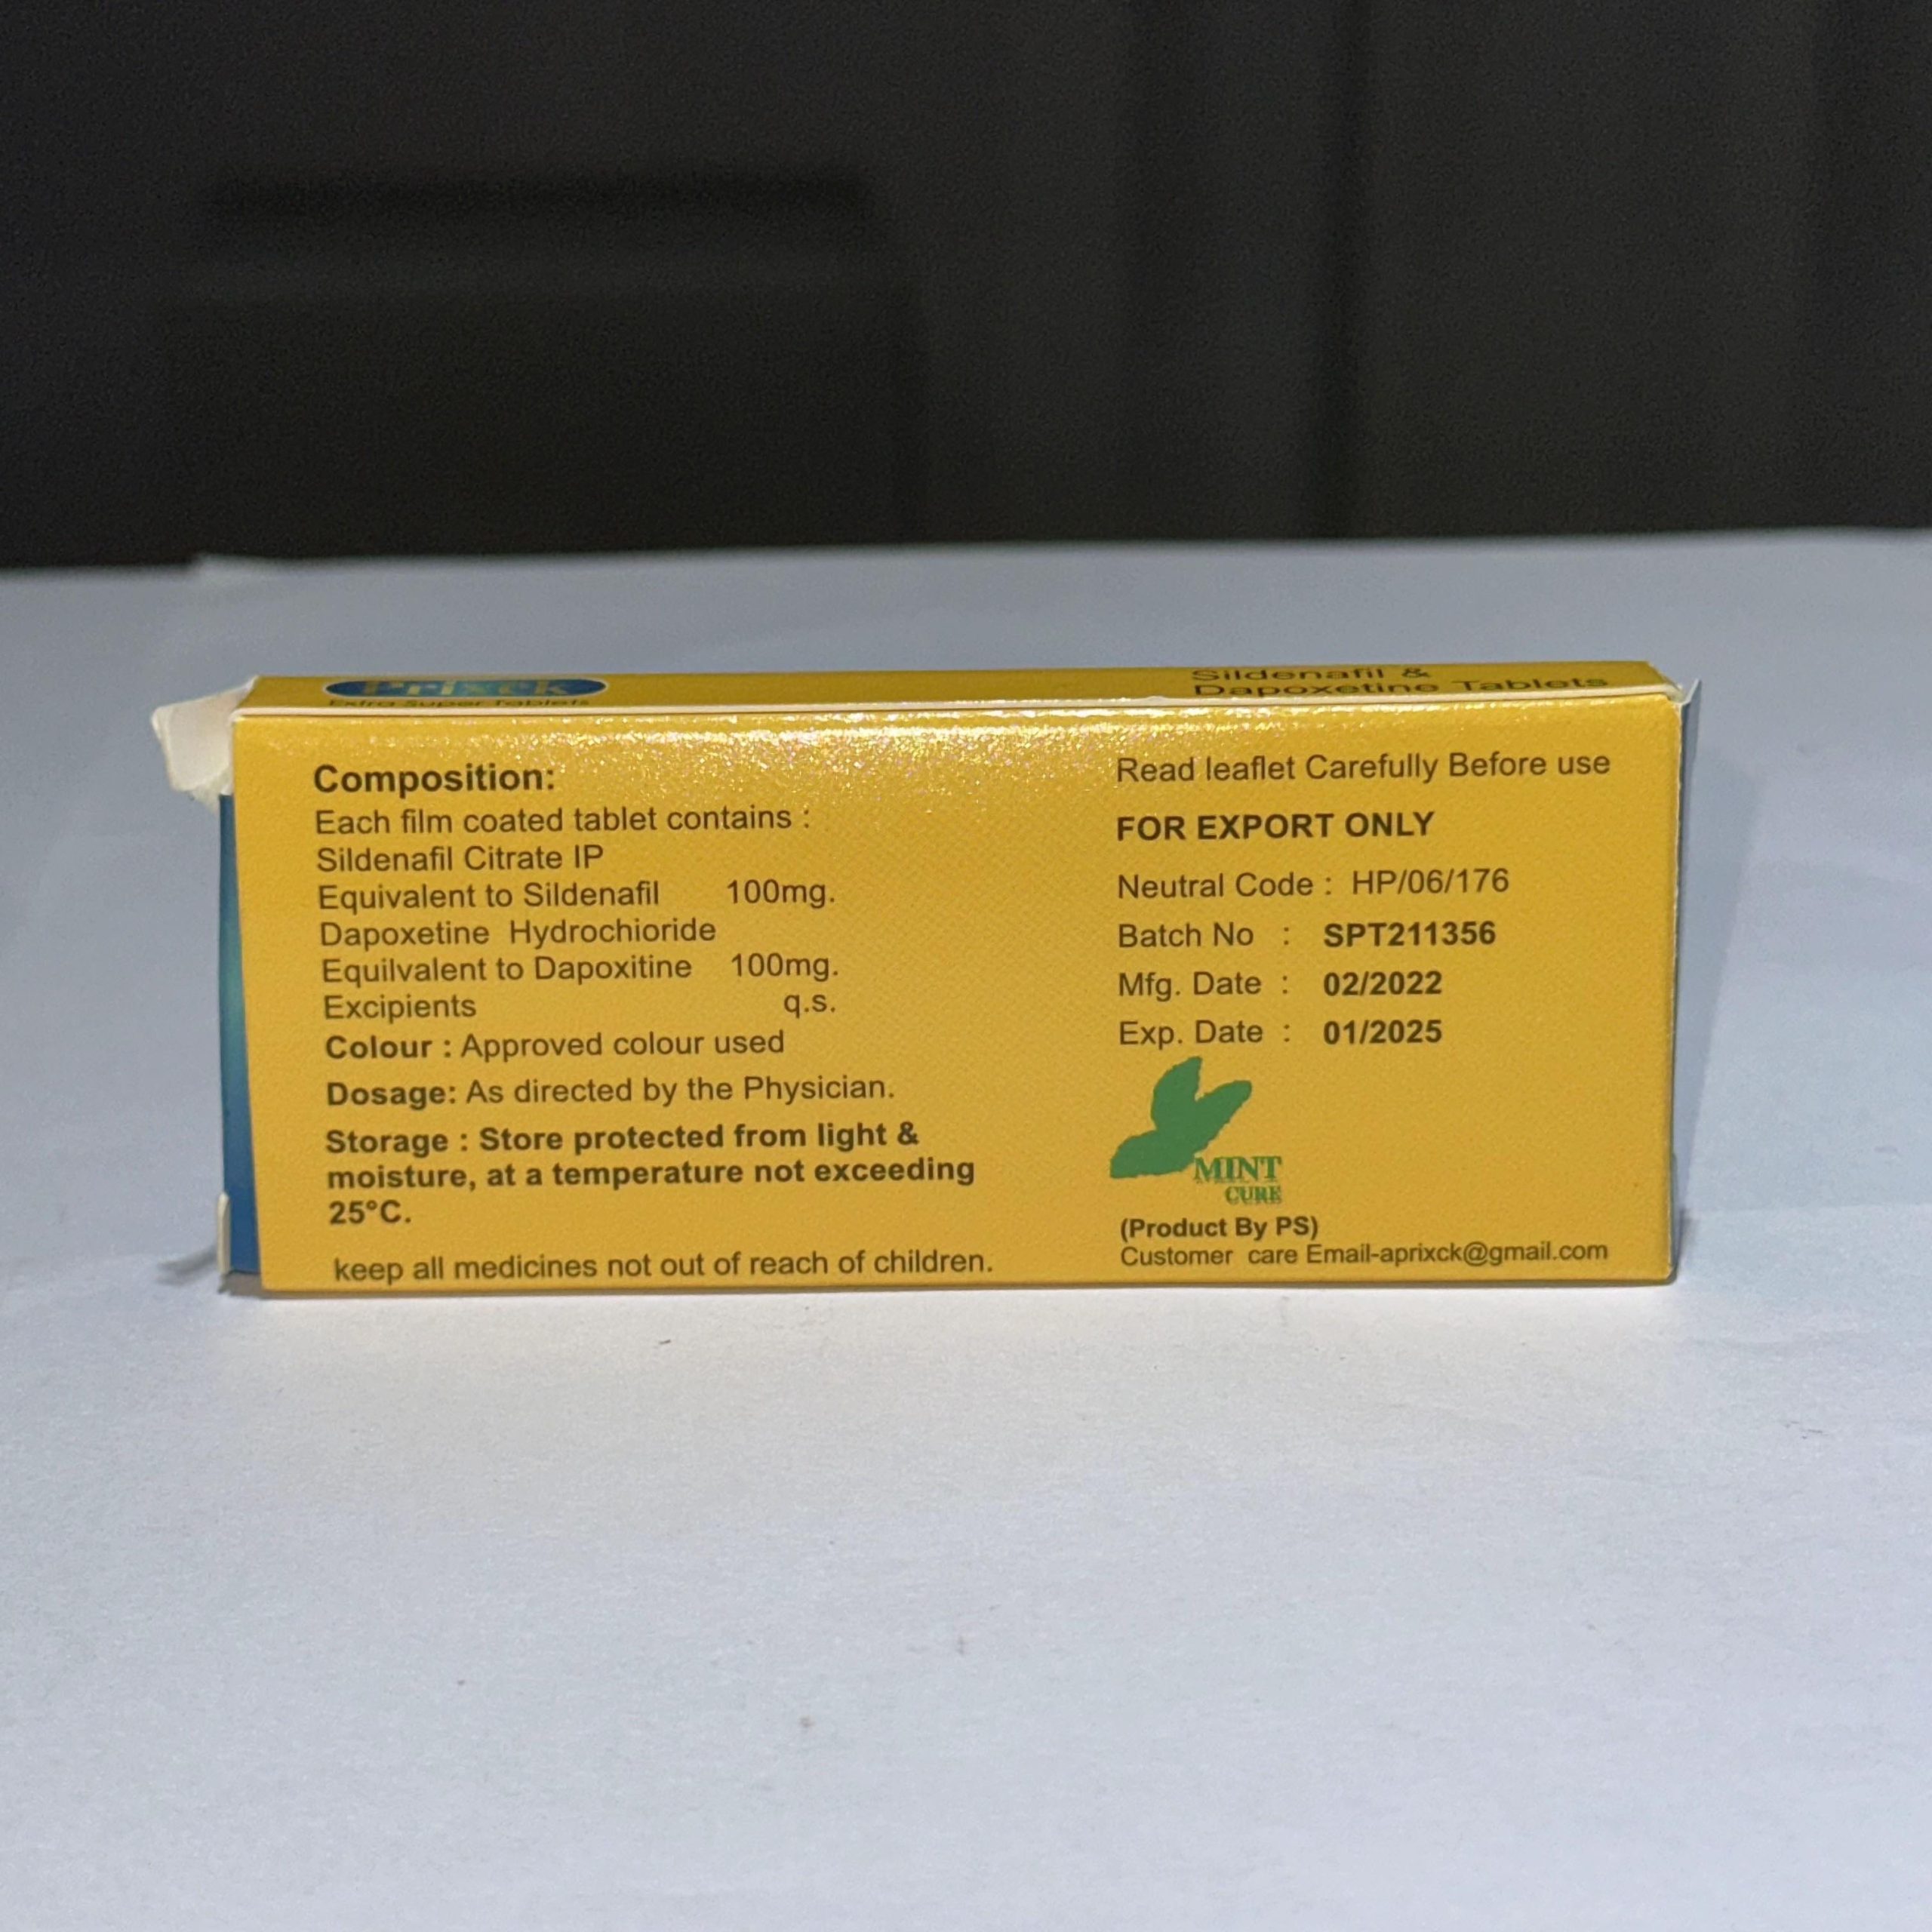 Prixck
Extra Super Tablets
Sildenafil &
Dapoxetine Tablets
Composition:
Each film coated tablet contains :
Sildenafil Citrate IP
Equivalent to Sildenafil 100mg.
Dapoxetine Hydrochioride
Equilvalent to Dapoxitine 100mg.
Excipients q.s.
Colour : Approved colour used
Dosage: As directed by the Physician.
Storage : Store protected from light &
moisture, at a temperature not exceeding
25°C.
keep all medicines not out of reach of children.
Read leaflet Carefully Before use
FOR EXPORT ONLY
Neutral Code : HP/06/176
Batch No : SPT211356
Mfg. Date : 02/2022
Exp. Date : 01/2025
MINT
CURE
(Product By PS)
Customer care Email-aprixck@gmail.com